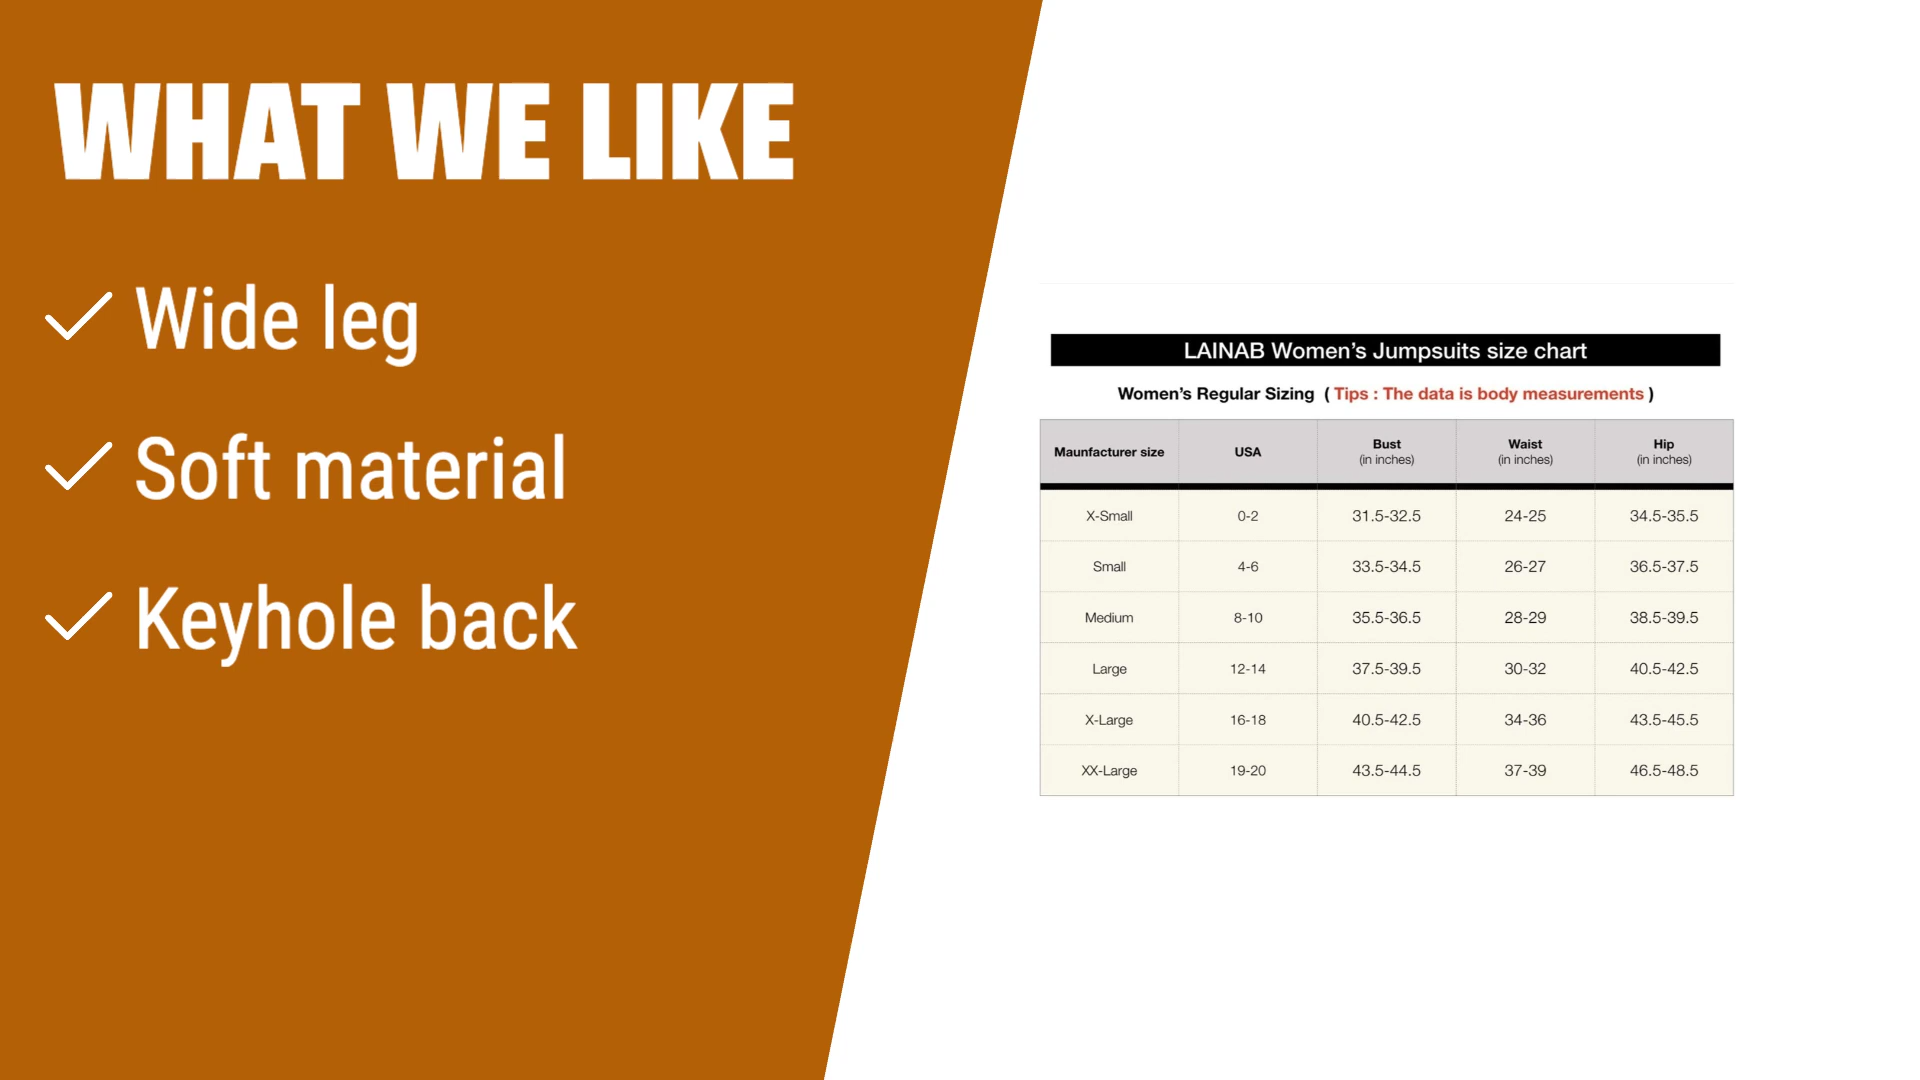 WHAT WE LIKE
Wide leg
Soft material
Keyhole back
LAINAB Women’s Jumpsuits size chart
Women’s Regular Sizing ( Tips : The data is body measurements )
Maunfacturer size USA Bust (in inches) Waist (in inches) Hip (in inches)
X-Small 0-2 31.5-32.5 24-25 34.5-35.5
Small 4-6 33.5-34.5 26-27 36.5-37.5
Medium 8-10 35.5-36.5 28-29 38.5-39.5
Large 12-14 37.5-39.5 30-32 40.5-42.5
X-Large 16-18 40.5-42.5 34-36 43.5-45.5
XX-Large 19-20 43.5-44.5 37-39 46.5-48.5